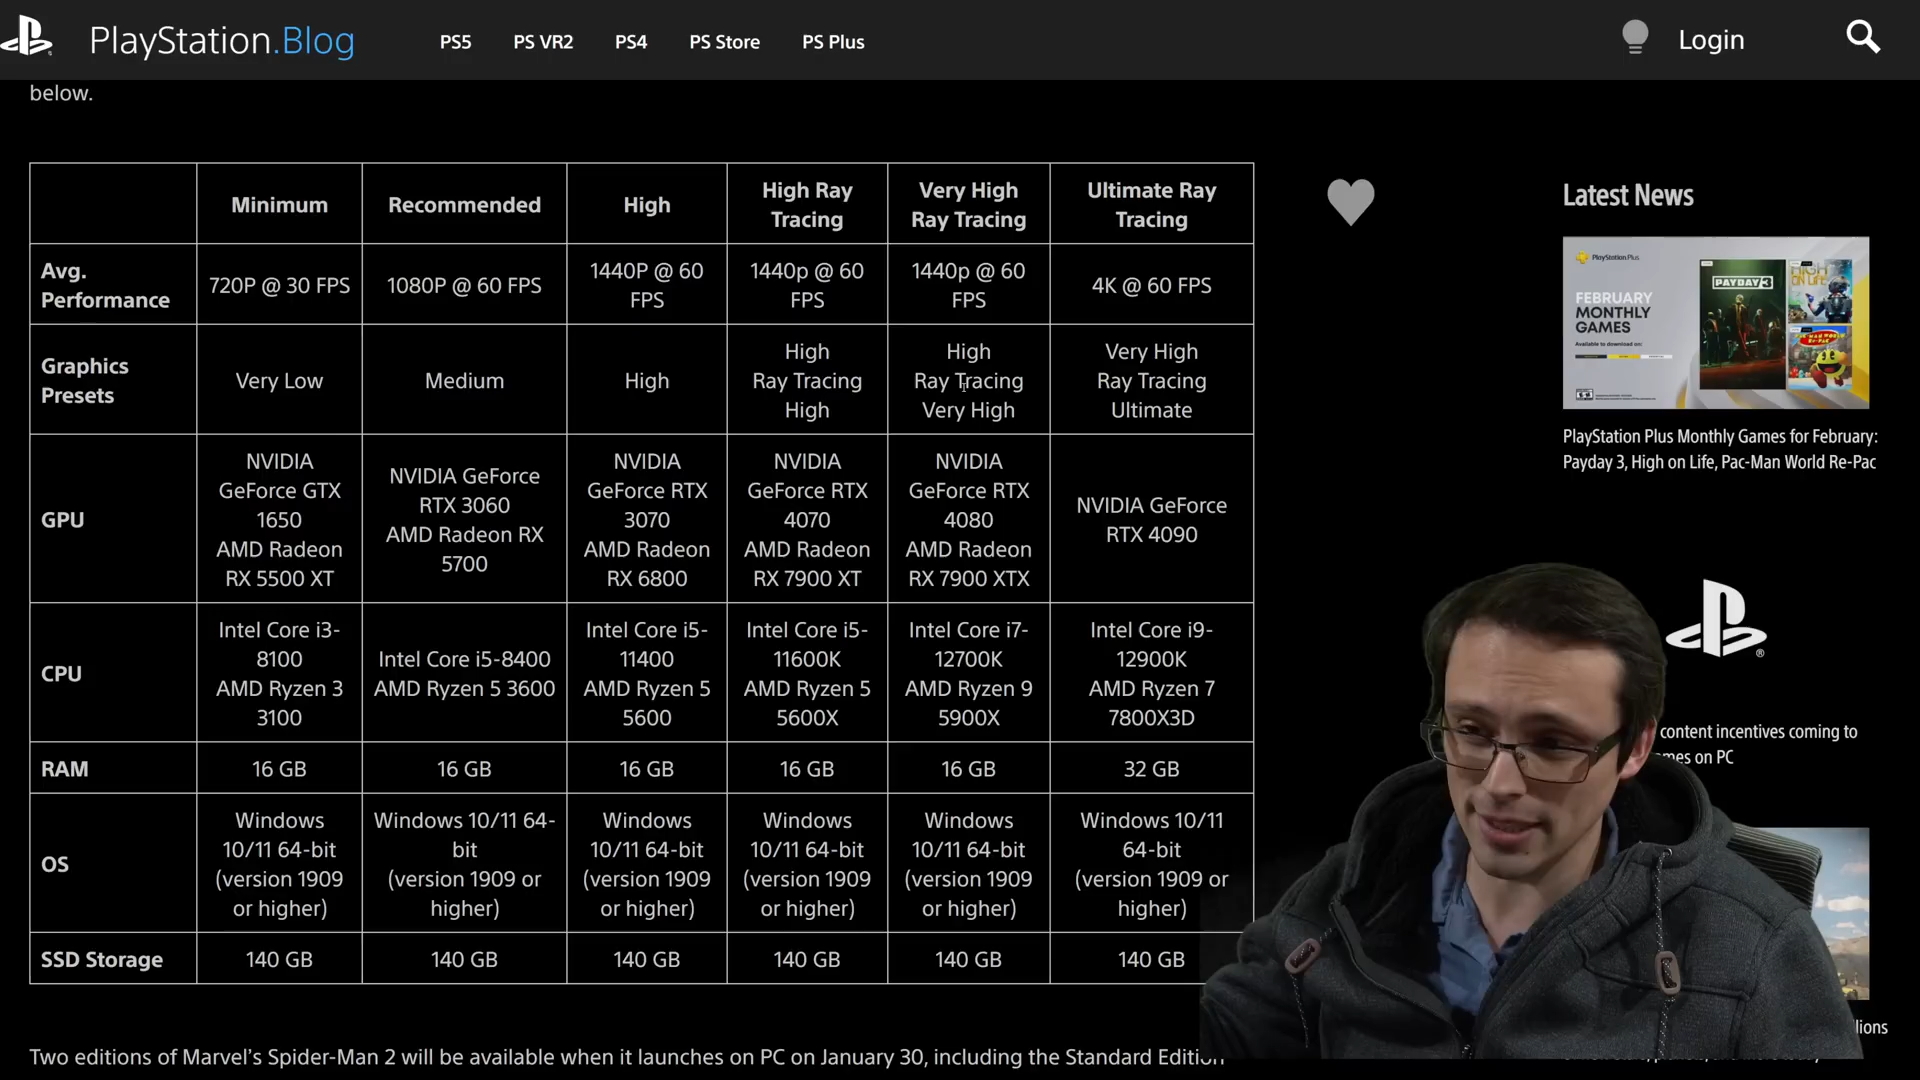 PlayStation.Blog
PS5
PS VR2
PS4
PS Store
PS Plus
Login
below.
Minimum
Recommended
High
High Ray
Tracing
Very High
Ray Tracing
Ultimate Ray
Tracing
Avg.
Performance
720P @ 30 FPS
1080P @ 60 FPS
1440P @ 60
FPS
1440p @ 60
FPS
1440p @ 60
FPS
4K @ 60 FPS
Graphics
Presets
Very Low
Medium
High
High
Ray Tracing
High
High
Ray Tracing
Very High
Very High
Ray Tracing
Ultimate
GPU
NVIDIA
GeForce GTX
1650
AMD Radeon
RX 5500 XT
NVIDIA GeForce
RTX 3060
AMD Radeon RX
5700
NVIDIA
GeForce RTX
3070
AMD Radeon
RX 6800
NVIDIA
GeForce RTX
4070
AMD Radeon
RX 7900 XT
NVIDIA
GeForce RTX
4080
AMD Radeon
RX 7900 XTX
NVIDIA GeForce
RTX 4090
CPU
Intel Core i3-
8100
AMD Ryzen 3
3100
Intel Core i5-8400
AMD Ryzen 5 3600
Intel Core i5-
11400
AMD Ryzen 5
5600
Intel Core i5-
11600K
AMD Ryzen 5
5600X
Intel Core i7-
12700K
AMD Ryzen 9
5900X
Intel Core i9-
12900K
AMD Ryzen 7
7800X3D
RAM
16 GB
16 GB
16 GB
16 GB
16 GB
32 GB
OS
Windows
10/11 64-bit
(version 1909
or higher)
Windows 10/11 64-
bit
(version 1909 or
higher)
Windows
10/11 64-bit
(version 1909
or higher)
Windows
10/11 64-bit
(version 1909
or higher)
Windows
10/11 64-bit
(version 1909
or higher)
Windows 10/11
64-bit
(version 1909 or
higher)
SSD Storage
140 GB
140 GB
140 GB
140 GB
140 GB
140 GB
Two editions of Marvel's Spider-Man 2 will be available when it launches on PC on January 30, including the Standard Edition
Latest News
PlayStation Plus
FEBRUARY
MONTHLY
GAMES
Available to download on:
PAYDAY 3
HIGH
ON LIFE
PlayStation Plus Monthly Games for February:
Payday 3, High on Life, Pac-Man World Re-Pac
content incentives coming to
mes on PC
lions